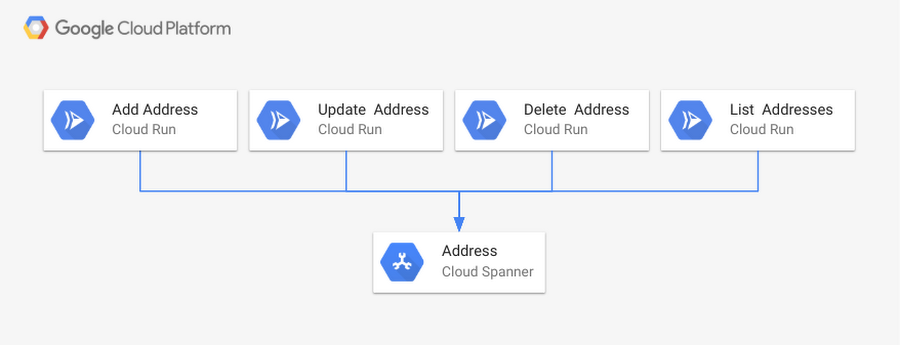 Google Cloud Platform
Add Address
Cloud Run
Update Address
Cloud Run
Delete Address
Cloud Run
List Addresses
Cloud Run
Address
Cloud Spanner